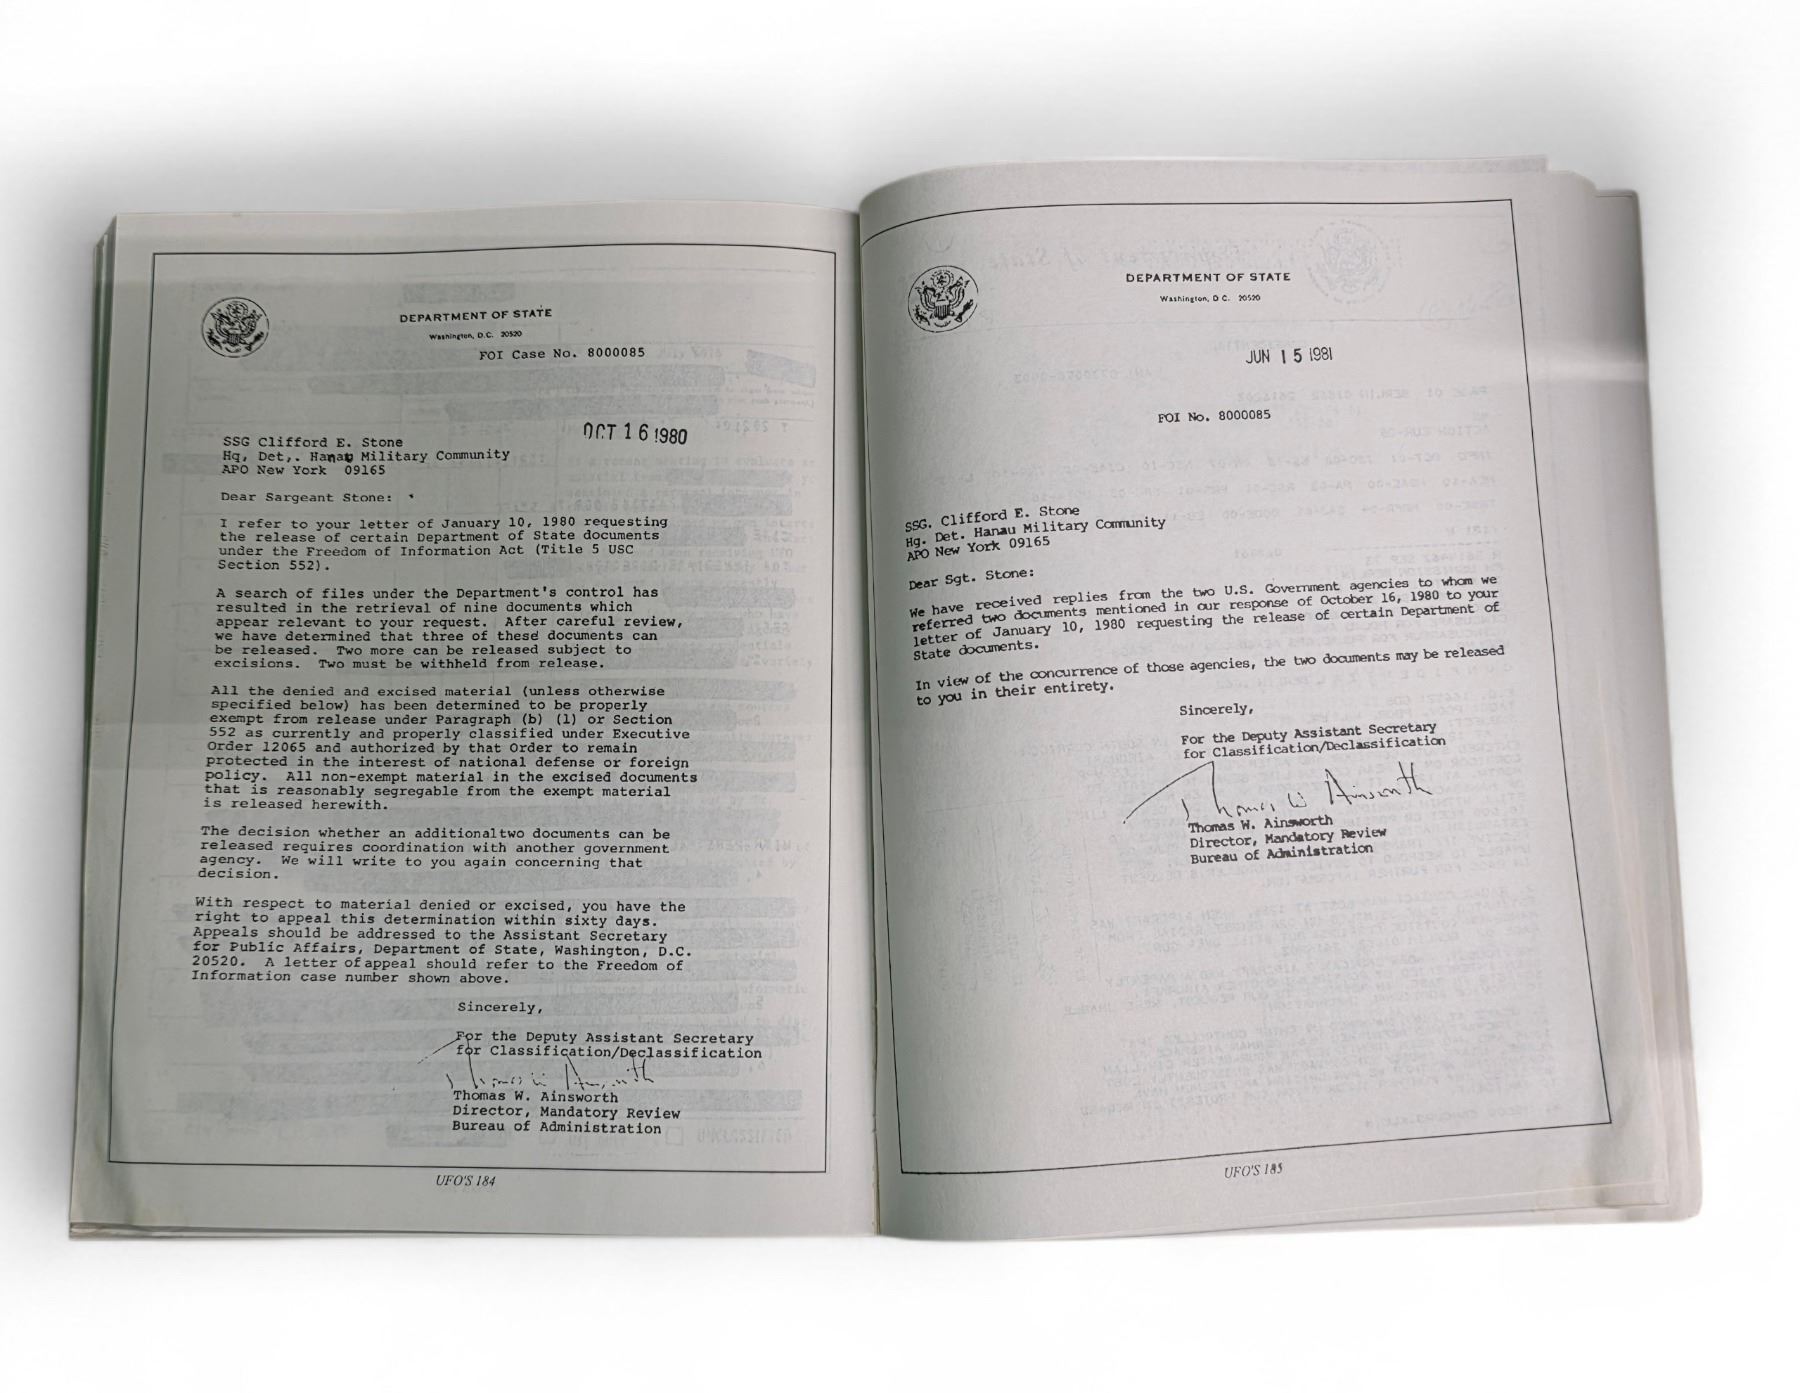 DEPARTMENT OF STATE
Washington, D.C. 20520
FOI Case No. 8000085
OCT 16 1980
SSG Clifford E. Stone
Hq, Det,. Hanau Military Community
APO New York 09165
Dear Sargeant Stone:
I refer to your letter of January 10, 1980 requesting
the release of certain Department of State documents
under the Freedom of Information Act (Title 5 USC
Section 552).
A search of files under the Department's control has
resulted in the retrieval of nine documents which
appear relevant to your request. After careful review,
we have determined that three of these documents can
be released. Two more can be released subject to
excisions. Two must be withheld from release.
All the denied and excised material (unless otherwise
specified below) has been determined to be properly
exempt from release under Paragraph (b) (1) or Section
552 as currently and properly classified under Executive
Order 12065 and authorized by that Order to remain
protected in the interest of national defense or foreign
policy. All non-exempt material in the excised documents
that is reasonably segregable from the exempt material
is released herewith.
The decision whether an additionaltwo documents can be
released requires coordination with another government
agency. We will write to you again concerning that
decision.
With respect to material denied or excised, you have the
right to appeal this determination within sixty days.
Appeals should be addressed to the Assistant Secretary
for Public Affairs, Department of State, Washington, D.C.
20520. A letter of appeal should refer to the Freedom of
Information case number shown above.
Sincerely,
For the Deputy Assistant Secretary
for Classification/Declassification
Thomas W Ainsworth
Thomas W. Ainsworth
Director, Mandatory Review
Bureau of Administration
UFO'S 184
DEPARTMENT OF STATE
Washington, D C. 20520
JUN 15 1981
FOI No. 8000085
SSG. Clifford E. Stone
Hg. Det. Hanau Military Community
APO New York 09165
Dear Sgt. Stone:
We have received replies from the two U.S. Government agencies to whom we
referred two documents mentioned in our response of October 16, 1980 to your
letter of January 10, 1980 requesting the release of certain Department of
State documents.
In view of the concurrence of those agencies, the two documents may be released
to you in their entirety.
Sincerely,
For the Deputy Assistant Secretary
for Classification/Declassification
Thomas W Ainsworth
Thomas W. Ainsworth
Director, Mandatory Review
Bureau of Administration
UFO'S 185